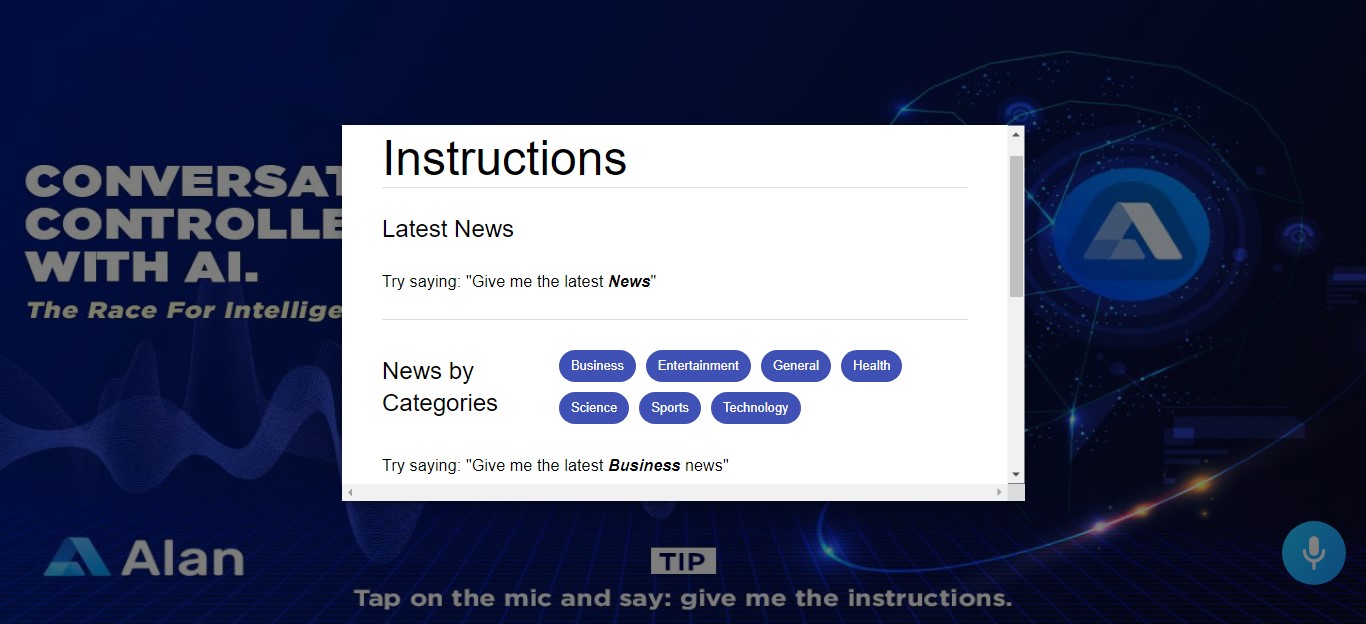 CONVERSAT
CONTROLLE
WITH AI.
The Race For Intellige
Instructions
Latest News
Try saying: "Give me the latest News"
News by
Categories
Business Entertainment General Health
Science Sports Technology
Try saying: "Give me the latest Business news"
Alan
TIP
Tap on the mic and say: give me the instructions.